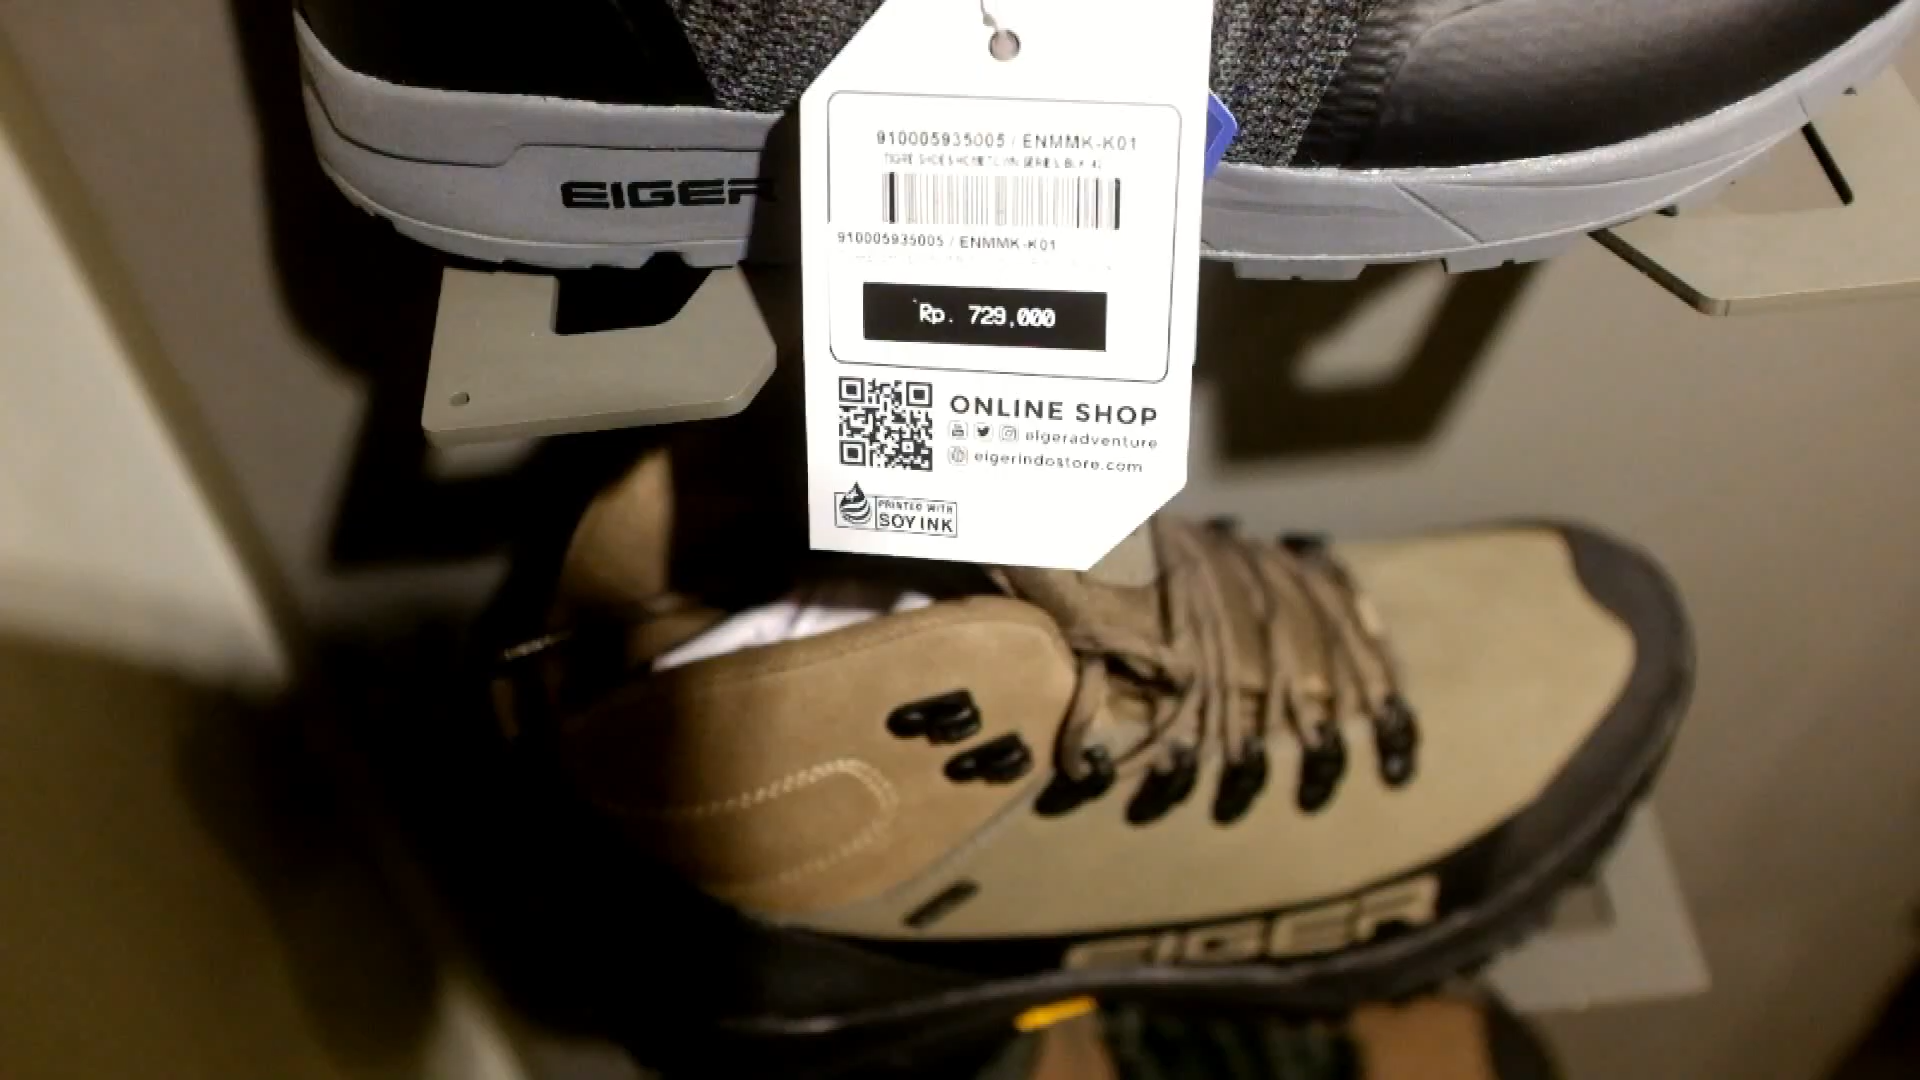 EIGER
910005935005 / ENMMK-K01
910005935005 / ENMMK-K01
Rp. 729,000
ONLINE SHOP
eigeradventure
eigerindostore.com
PRINTED WITH
SOY INK
EIGER